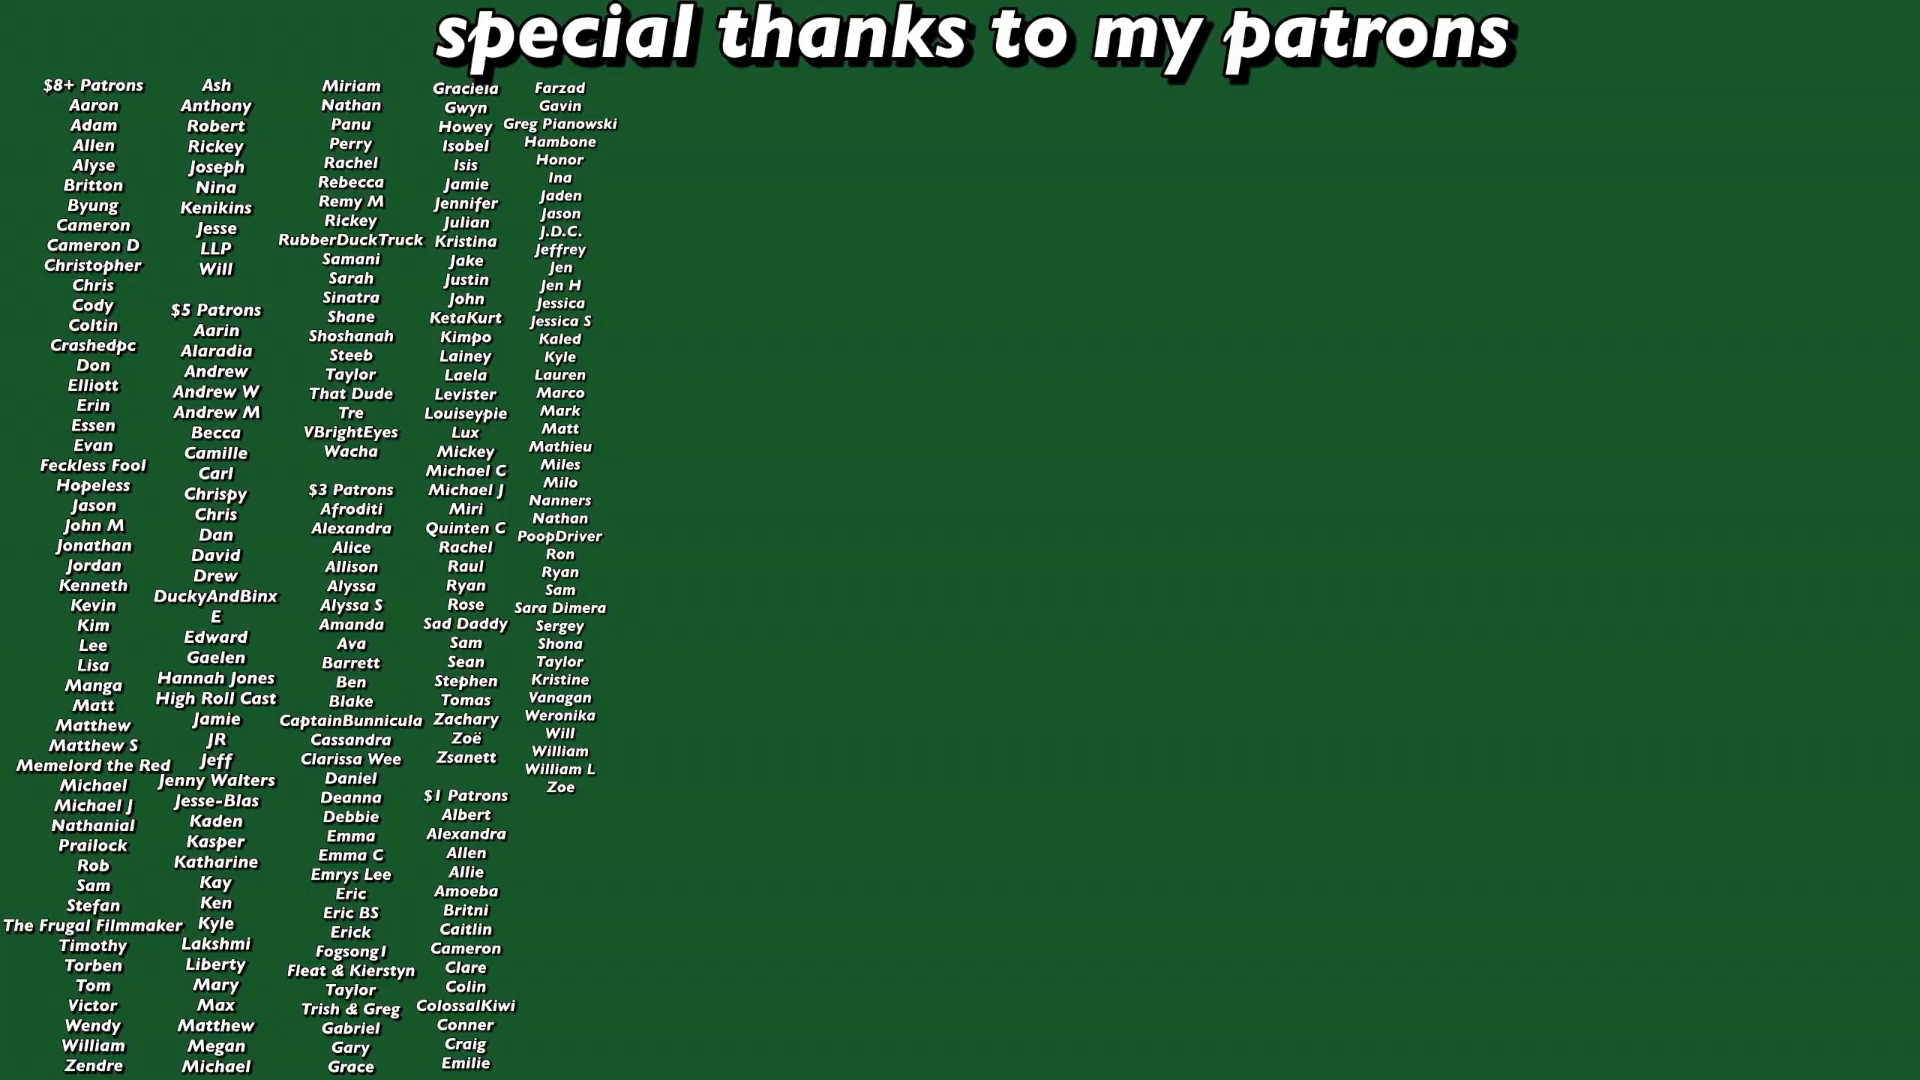 special thanks to my patrons
$8+ Patrons
Aaron
Adam
Allen
Alyse
Britton
Byung
Cameron
Cameron D
Christopher
Chris
Cody
Coltin
Crashedpc
Don
Elliott
Erin
Essen
Evan
Feckless Fool
Hopeless
Jason
John M
Jonathan
Jordan
Kenneth
Kevin
Kim
Lee
Lisa
Manga
Matt
Matthew
Matthew S
Memelord the Red
Michael
Michael J
Nathanial
Prailock
Rob
Sam
Stefan
The Frugal Filmmaker
Timothy
Torben
Tom
Victor
Wendy
William
Zendre
Ash
Anthony
Robert
Rickey
Joseph
Nina
Kenikins
Jesse
LLP
Will
$5 Patrons
Aarin
Alaradia
Andrew
Andrew W
Andrew M
Becca
Camille
Carl
Chrispy
Chris
Dan
David
Drew
DuckyAndBinx
E
Edward
Gaelen
Hannah Jones
High Roll Cast
Jamie
JR
Jeff
Jenny Walters
Jesse-Blas
Kaden
Kasper
Katharine
Kay
Ken
Kyle
Lakshmi
Liberty
Mary
Max
Matthew
Megan
Michael
Miriam
Nathan
Panu
Perry
Rachel
Rebecca
Remy M
Rickey
RubberDuckTruck
Samani
Sarah
Sinatra
Shane
Shoshanah
Steeb
Taylor
That Dude
Tre
VBrightEyes
Wacha
$3 Patrons
Afroditi
Alexandra
Alice
Allison
Alyssa
Alyssa S
Amanda
Ava
Barrett
Ben
Blake
CaptainBunnicula
Cassandra
Clarissa Wee
Daniel
Deanna
Debbie
Emma
Emma C
Emrys Lee
Eric
Eric BS
Erick
Fogsong1
Fleat & Kierstyn
Taylor
Trish & Greg
Gabriel
Gary
Grace
Graciela
Gwyn
Howey
Isobel
Isis
Jamie
Jennifer
Julian
Kristina
Jake
Justin
John
KetaKurt
Kimpo
Lainey
Laela
Levister
Louiseypie
Lux
Mickey
Michael C
Michael J
Miri
Quinten C
Rachel
Raul
Ryan
Rose
Sad Daddy
Sam
Sean
Stephen
Tomas
Zachary
Zoë
Zsanett
$1 Patrons
Albert
Alexandra
Allen
Allie
Amoeba
Britni
Caitlin
Cameron
Clare
Colin
ColossalKiwi
Conner
Craig
Emilie
Farzad
Gavin
Greg Pianowski
Hambone
Honor
Ina
Jaden
Jason
J.D.C.
Jeffrey
Jen
Jen H
Jessica
Jessica S
Kaled
Kyle
Lauren
Marco
Mark
Matt
Mathieu
Miles
Milo
Nanners
Nathan
PoopDriver
Ron
Ryan
Sam
Sara Dimera
Sergey
Shona
Taylor
Kristine
Vanagan
Weronika
Will
William
William L
Zoe